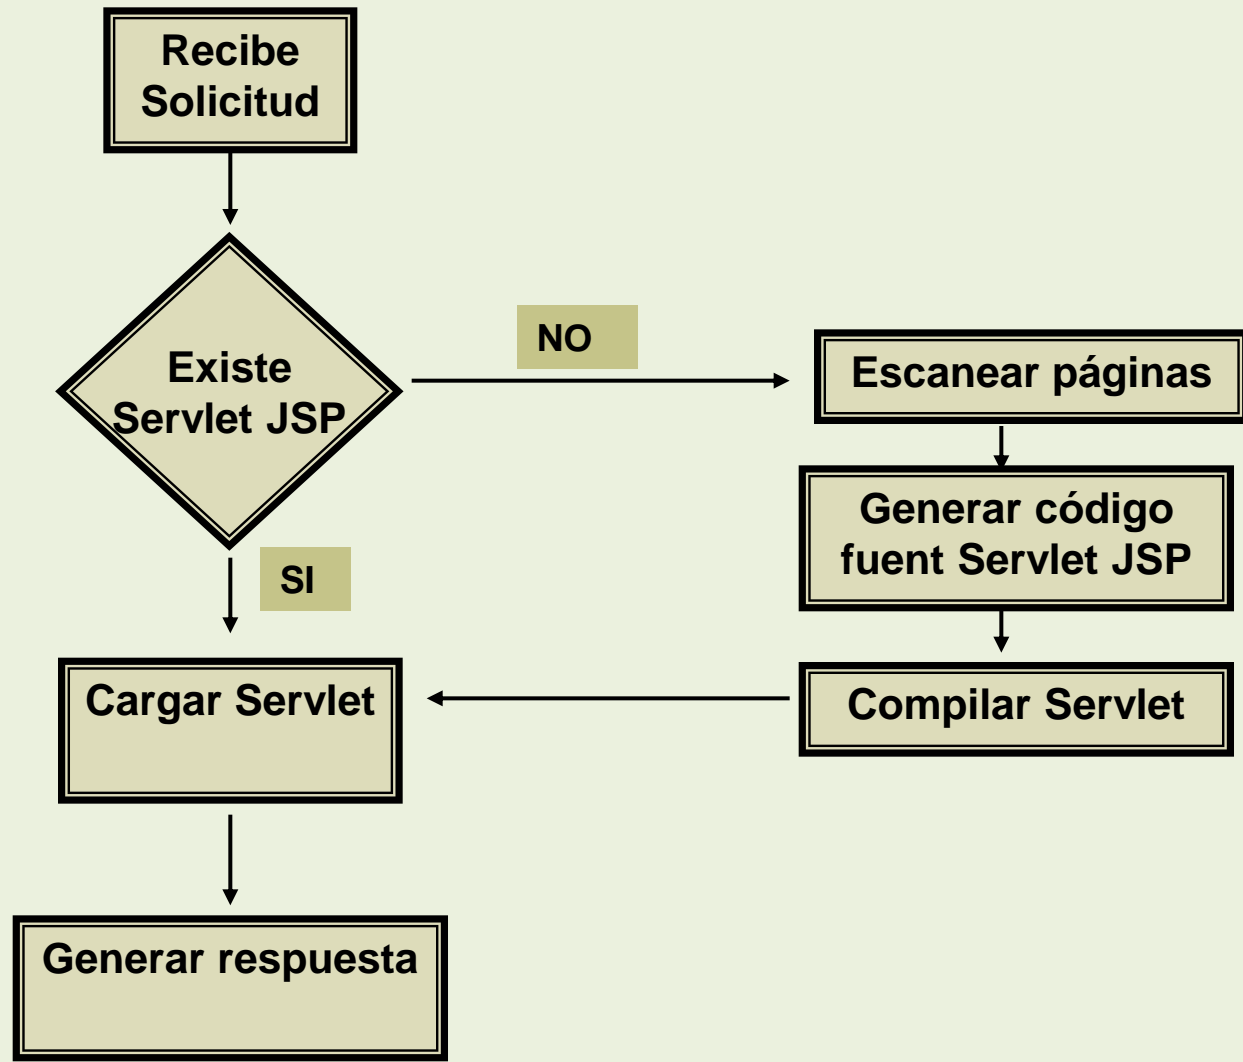 Recibe
Solicitud
Existe
Servlet JSP
NO
Escanear páginas
Generar código
fuent Servlet JSP
SI
Cargar Servlet
Compilar Servlet
Generar respuesta